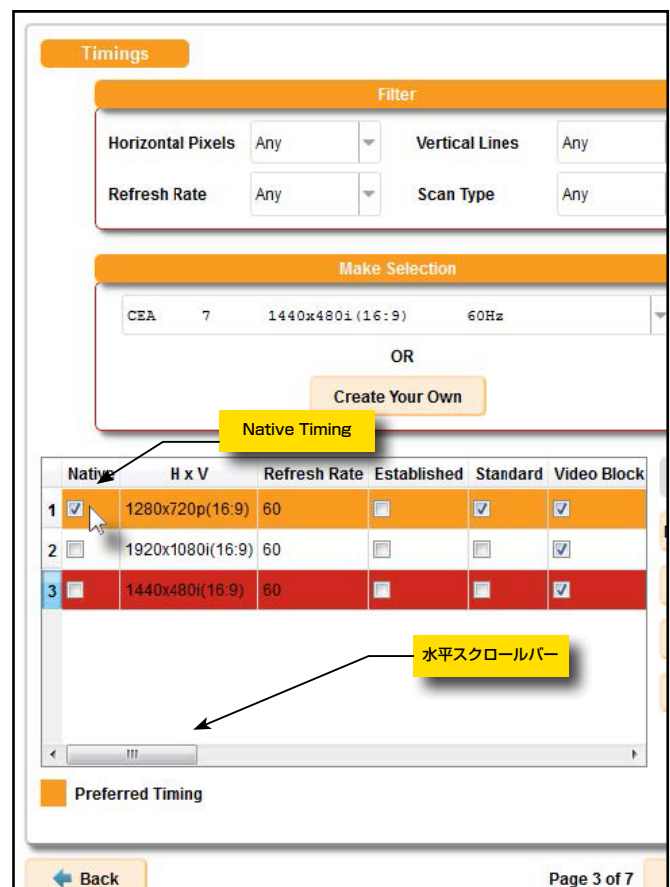 Timings
Filter
Horizontal Pixels Any Vertical Lines Any
Refresh Rate Any Scan Type Any
Make Selection
CEA 7 1440x480i(16:9) 60Hz
OR
Create Your Own
Native Timing
Native H x V Refresh Rate Established Standard Video Block
1 1280x720p(16:9) 60
2 1920x1080i(16:9) 60
3 1440x480i(16:9) 60
水平スクロールバー
Preferred Timing
Back Page 3 of 7